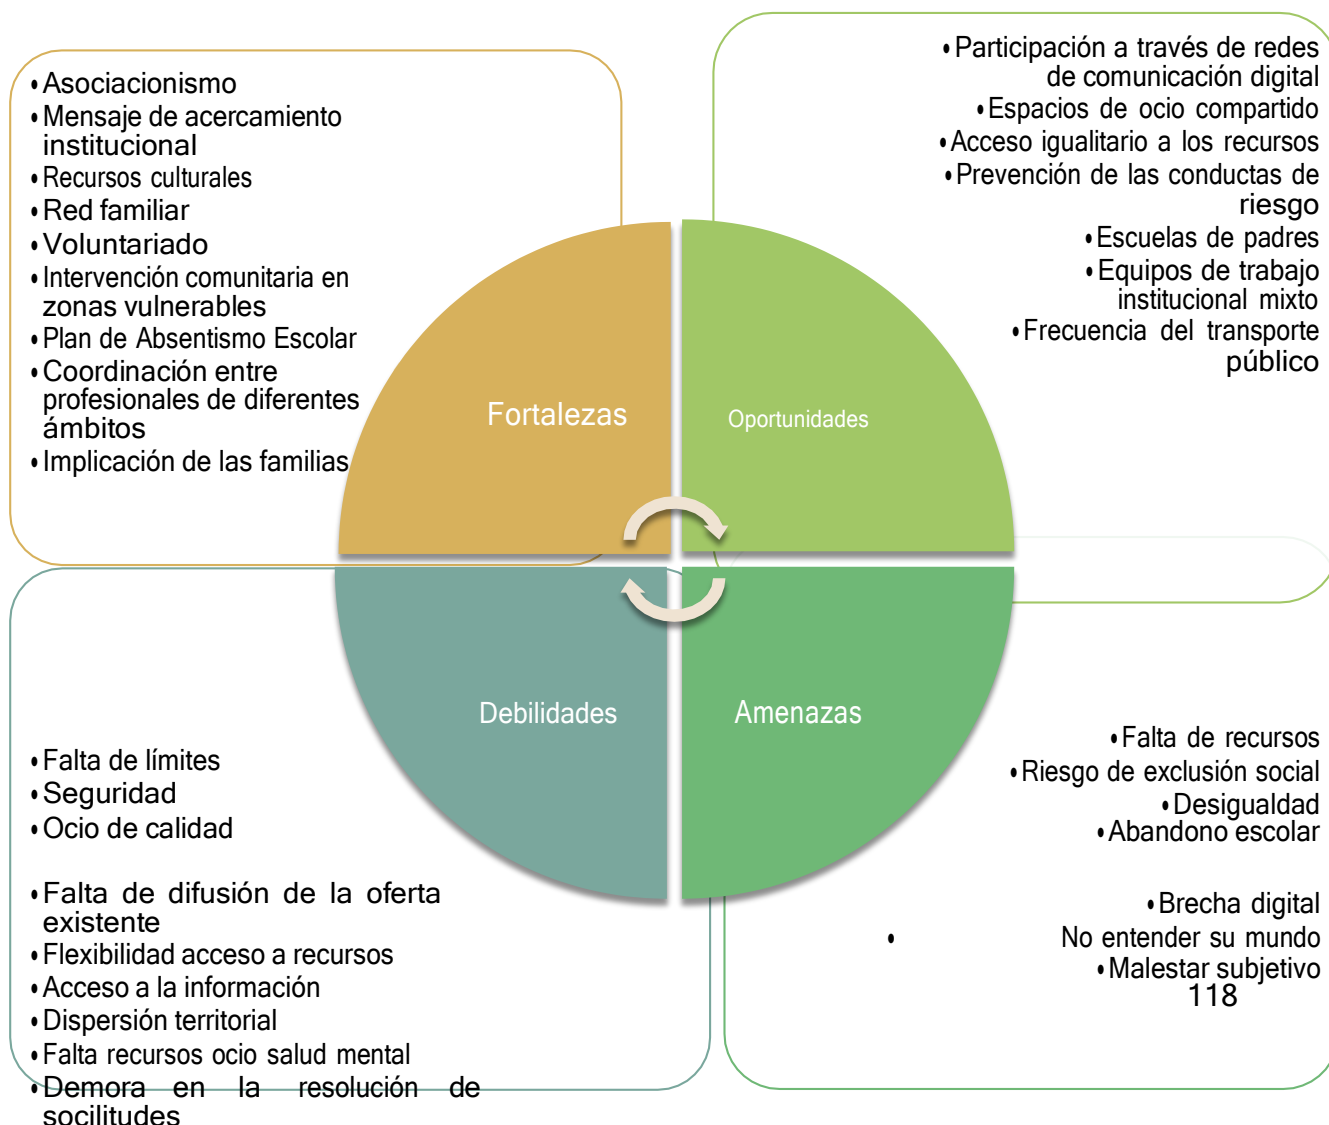 • Asociacionismo
• Mensaje de acercamiento
institucional
• Recursos culturales
• Red familiar
• Voluntariado
• Intervención comunitaria en
zonas vulnerables
• Plan de Absentismo Escolar
• Coordinación entre
profesionales de diferentes
ámbitos
• Implicación de las familias
• Participación a través de redes
de comunicación digital
• Espacios de ocio compartido
• Acceso igualitario a los recursos
• Prevención de las conductas de
riesgo
• Escuelas de padres
• Equipos de trabajo
institucional mixto
• Frecuencia del transporte
público
Fortalezas
Oportunidades
Debilidades
Amenazas
• Falta de límites
• Seguridad
• Ocio de calidad
• Falta de difusión de la oferta
existente
• Flexibilidad acceso a recursos
• Acceso a la información
• Dispersión territorial
• Falta recursos ocio salud mental
• Demora en la resolución de
socilitudes
• Falta de recursos
• Riesgo de exclusión social
• Desigualdad
• Abandono escolar
• Brecha digital
• No entender su mundo
• Malestar subjetivo
118